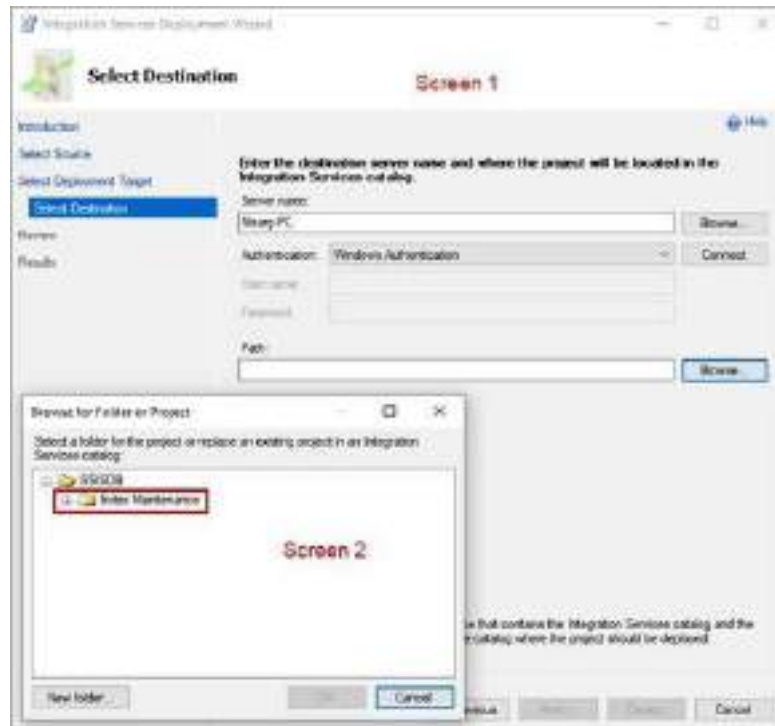 Integration Services Deployment Wizard
Select Destination
Screen 1
Introduction
Help
Select Source
Select Deployment Target
Select Destination
Review
Results
Enter the destination server name and where the project will be located in the
Integration Services catalog.
Server name:
Browse...
Authentication:
Windows Authentication
Connect
User name:
Password:
Path:
Browse...
Browse for Folder or Project
Select a folder for the project or replace an existing project in an Integration
Services catalog:
SSISDB
Index Maintenance
Screen 2
that contains the Integration Services catalog and the
catalog where the project should be deployed
New folder...
Cancel
Cancel